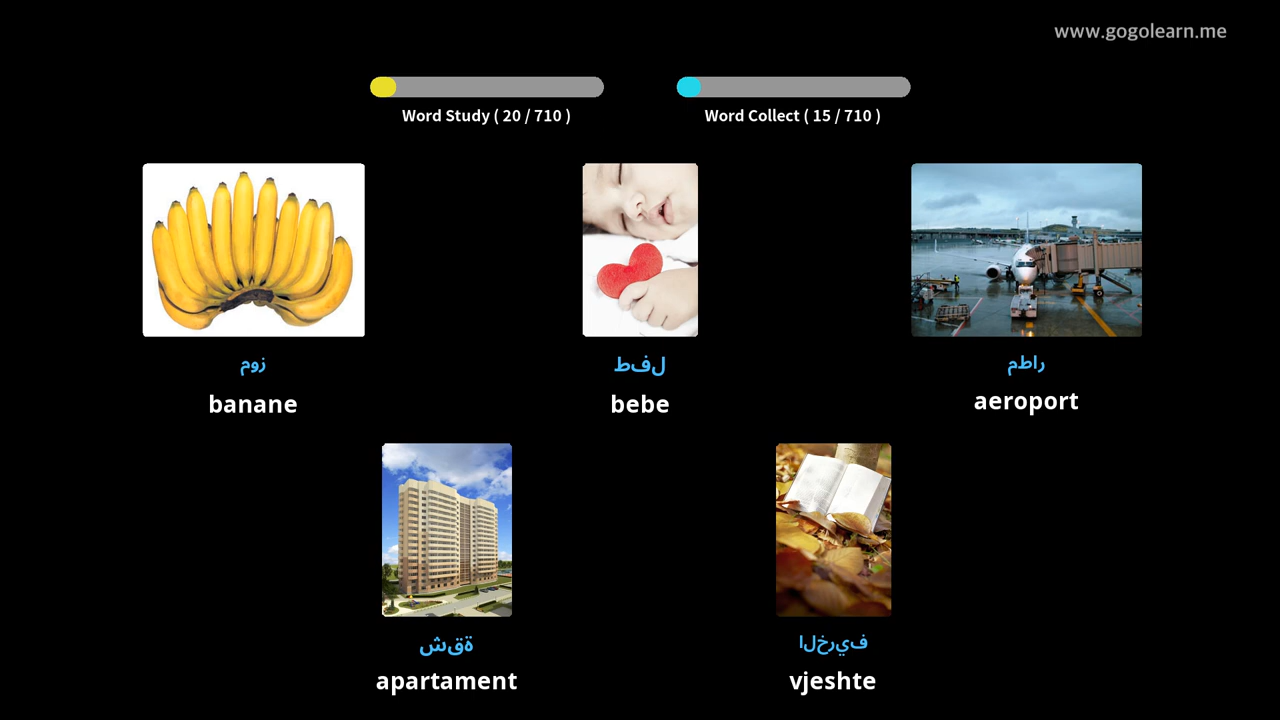 www.gogolearn.me
Word Study ( 20 / 710 )
Word Collect ( 15 / 710 )
موز
طفل
مطار
banane
bebe
aeroport
شقة
الخريف
apartament
vjeshte